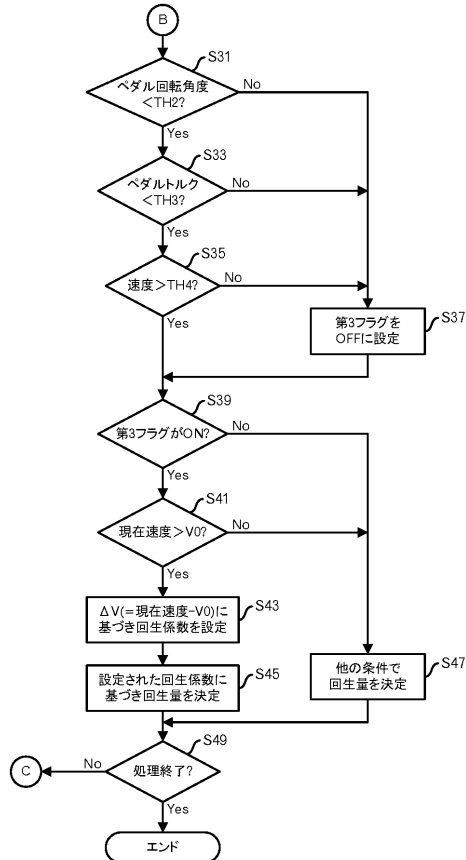 B
S31
ペダル回転角度
<TH2?
No
Yes
S33
ペダルトルク
<TH3?
No
Yes
S35
速度>TH4?
No
Yes
第3フラグを
OFFに設定
S37
S39
第3フラグがON?
No
Yes
S41
現在速度>V0?
No
Yes
ΔV(=現在速度-V0)に
基づき回生係数を設定
S43
設定された回生係数に
基づき回生量を決定
S45
他の条件で
回生量を決定
S47
S49
処理終了?
No
C
Yes
エンド